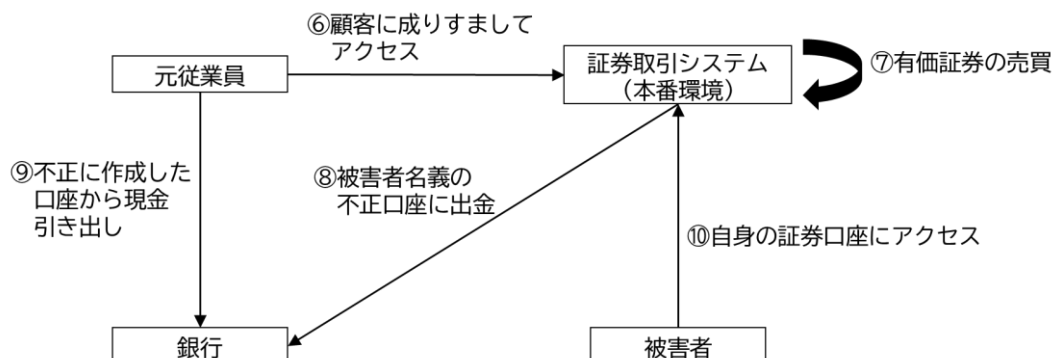 ⑥顧客に成りすまして
アクセス
元従業員
証券取引システム
（本番環境）
⑦有価証券の売買
⑨不正に作成した
口座から現金
引き出し
⑧被害者名義の
不正口座に出金
⑩自身の証券口座にアクセス
銀行
被害者